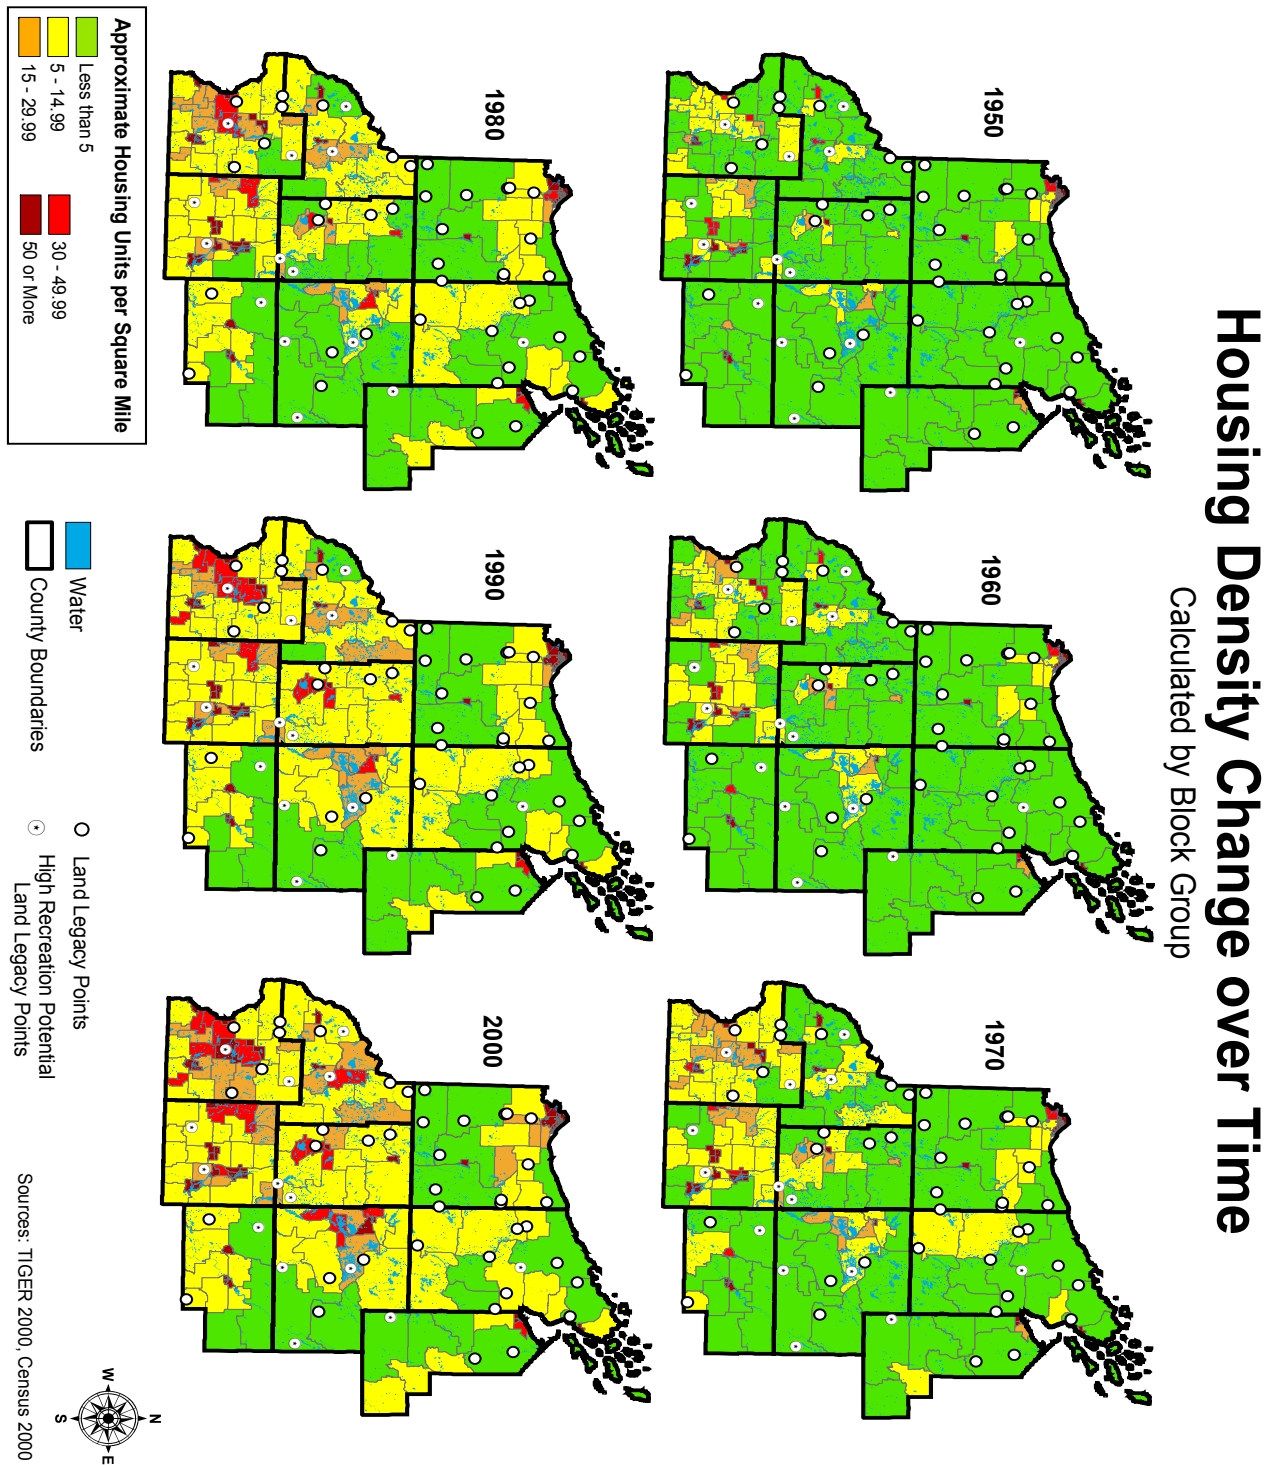 Housing Density Change over Time
Calculated by Block Group
1950
1960
1970
1980
1990
2000
Approximate Housing Units per Square Mile
Less than 5
5 - 14.99
15 - 29.99
30 - 49.99
50 or More
Water
County Boundaries
Land Legacy Points
High Recreation Potential
Land Legacy Points
Sources: TIGER 2000, Census 2000
N
W
E
S